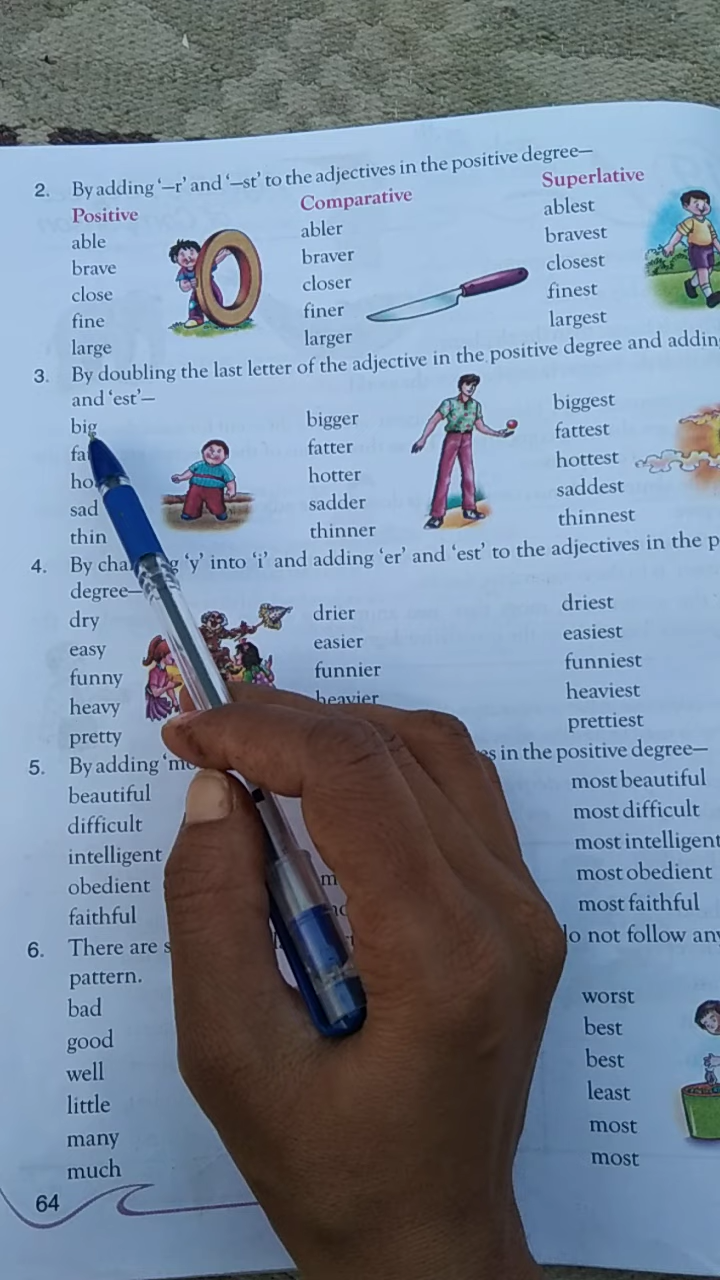 2. By adding '–r' and '–st' to the adjectives in the positive degree—
Positive Comparative Superlative
able abler ablest
brave braver bravest
close closer closest
fine finer finest
large larger largest
3. By doubling the last letter of the adjective in the positive degree and
and 'est'—
big bigger biggest
fatter fattest
hotter hottest
sad sadder saddest
thin thinner thinnest
4. By 'y' into 'i' and adding 'er' and 'est' to the adjectives in the
degree—
dry drier driest
easy easier easiest
funny funnier funniest
heavy heavier heaviest
pretty prettiest
5. By adding in the positive degree—
beautiful most beautiful
difficult most difficult
intelligent most intelligent
obedient most obedient
faithful most faithful
6. There are do not follow
pattern.
bad worst
good best
well best
little least
many most
much most
64